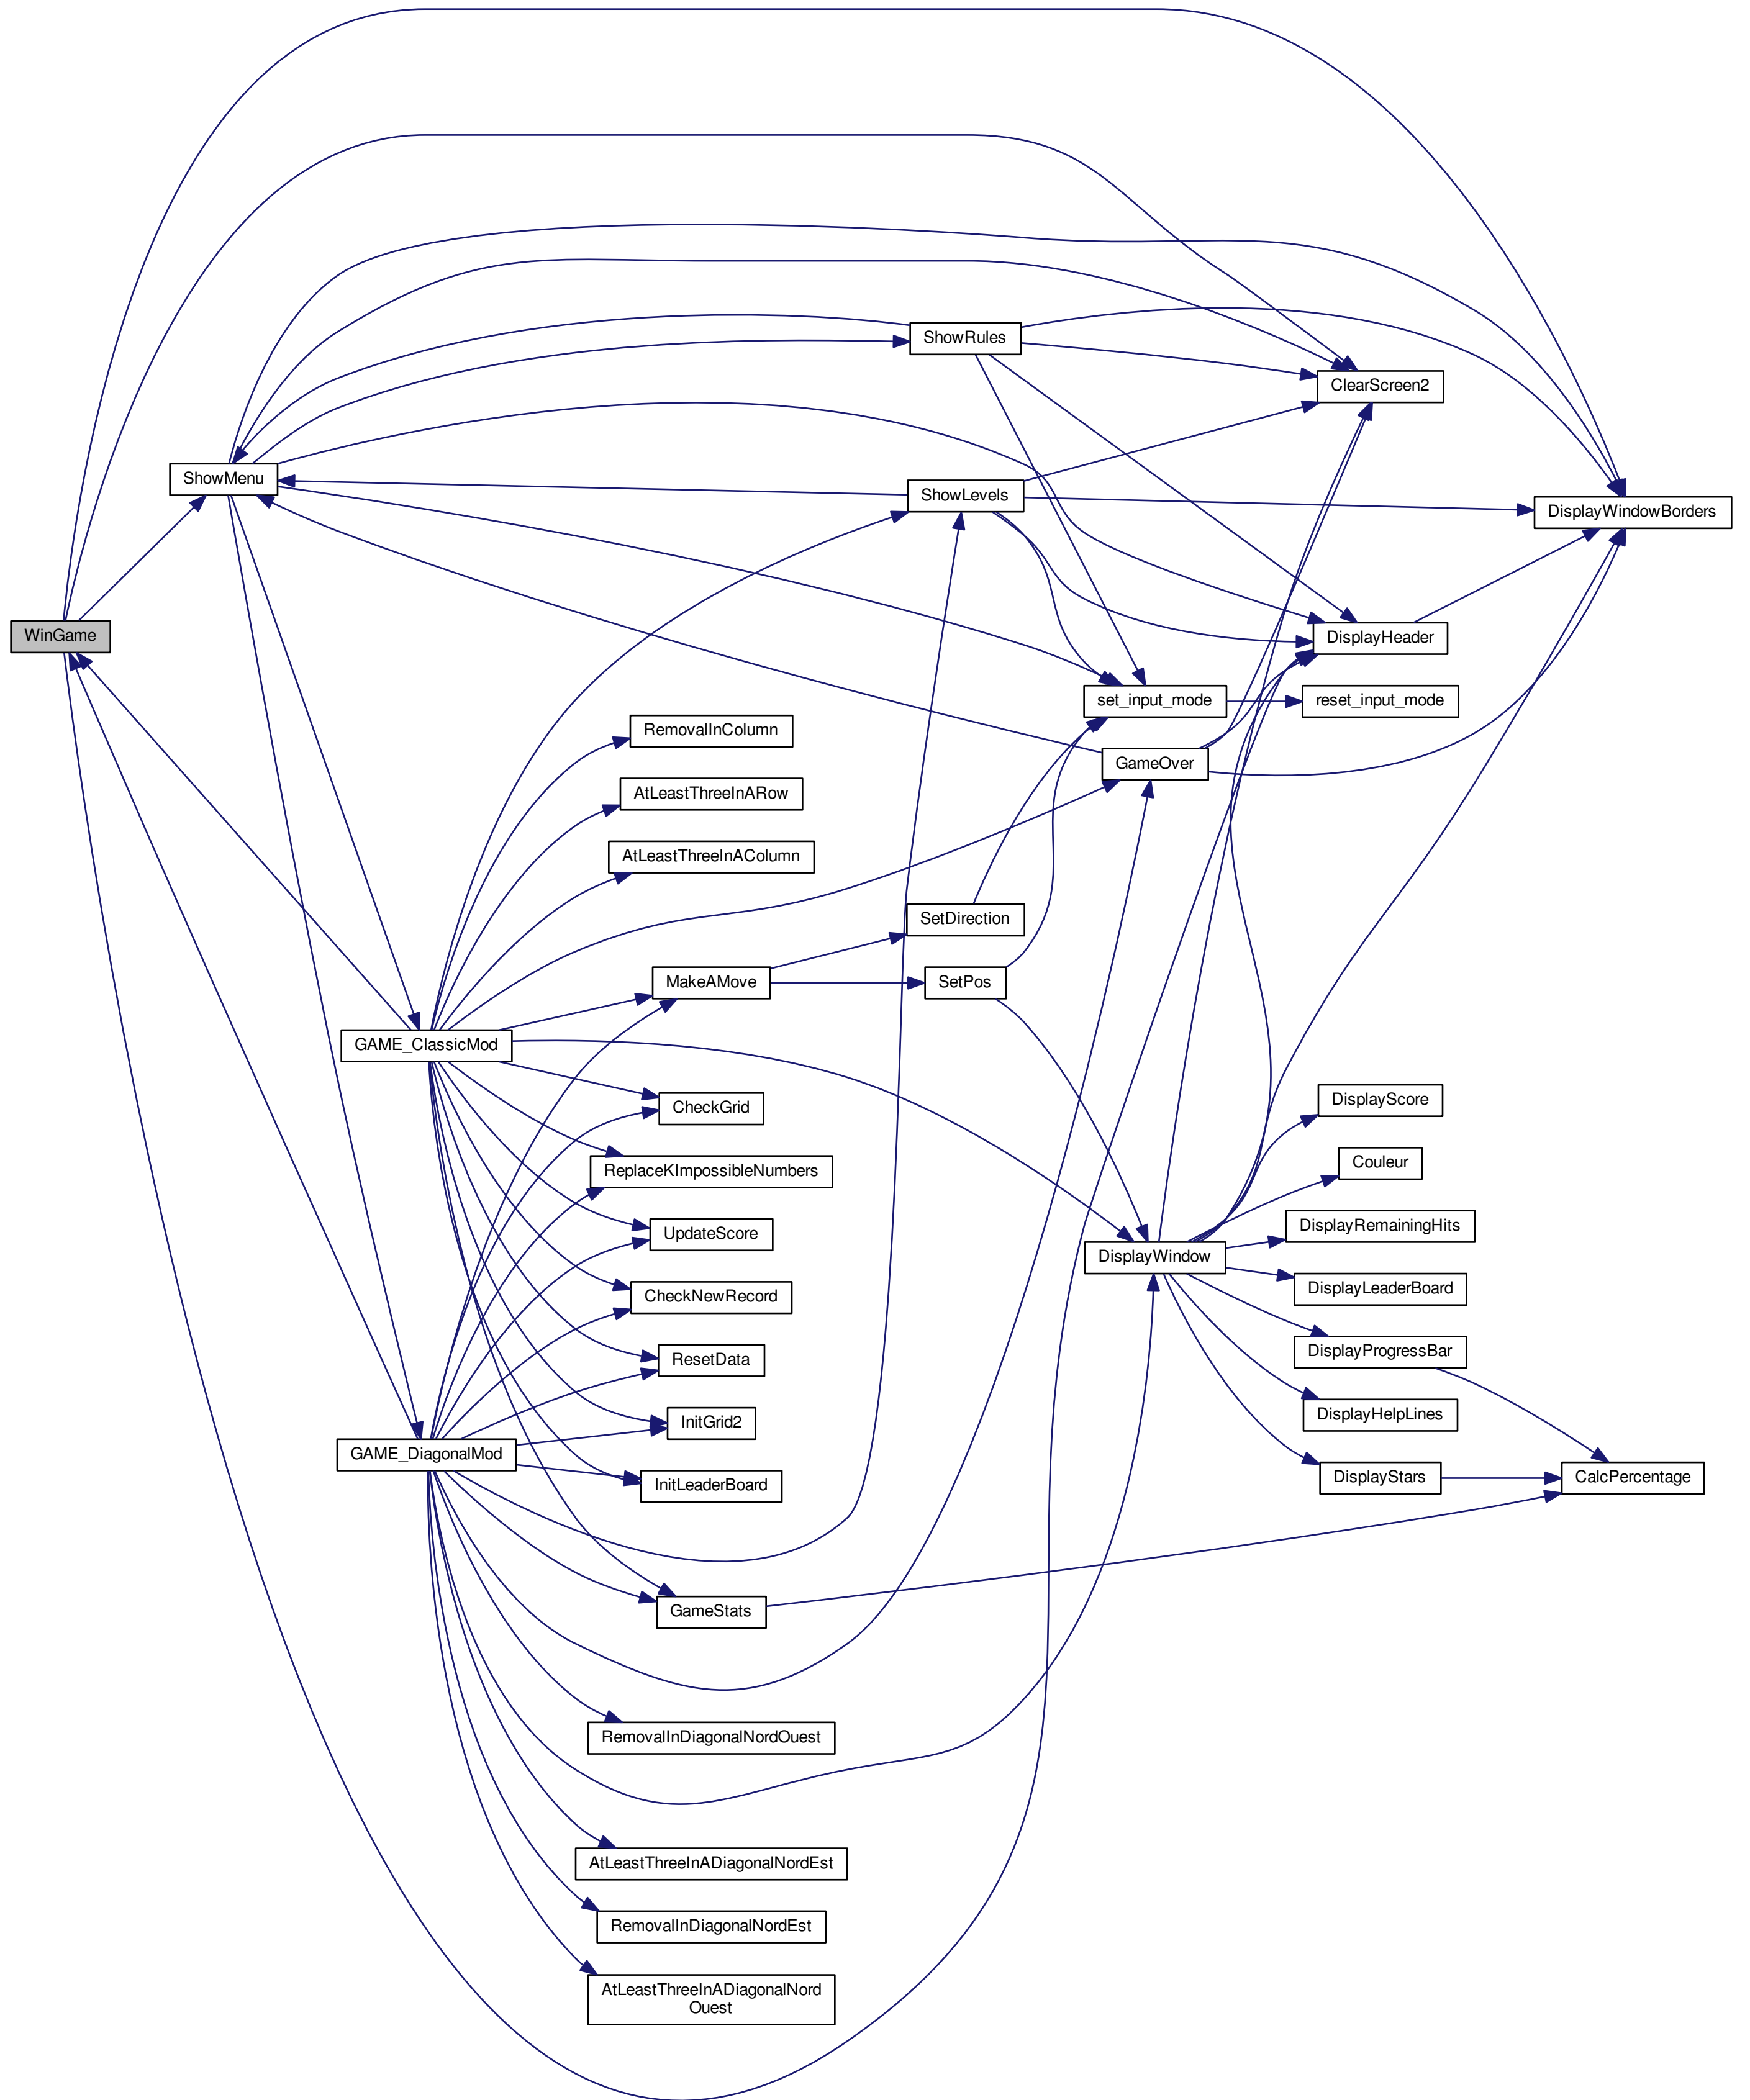 ShowRules
ClearScreen2
ShowMenu
ShowLevels
DisplayWindowBorders
WinGame
DisplayHeader
set_input_mode
reset_input_mode
RemovalInColumn
GameOver
AtLeastThreeInARow
AtLeastThreeInAColumn
SetDirection
MakeAMove
SetPos
GAME_ClassicMod
DisplayScore
CheckGrid
Couleur
ReplaceKImpossibleNumbers
DisplayRemainingHits
UpdateScore
DisplayWindow
DisplayLeaderBoard
CheckNewRecord
DisplayProgressBar
ResetData
DisplayHelpLines
InitGrid2
GAME_DiagonalMod
DisplayStars
CalcPercentage
InitLeaderBoard
GameStats
RemovalInDiagonalNordOuest
AtLeastThreeInADiagonalNordEst
RemovalInDiagonalNordEst
AtLeastThreeInADiagonalNord
Ouest